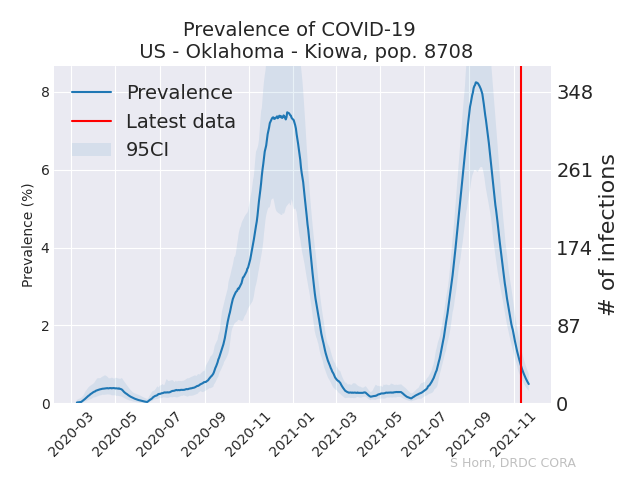 Prevalence of COVID-19
US - Oklahoma - Kiowa, pop. 8708
Prevalence
Latest data
95CI
Prevalence (%)
8
6
4
2
0
348
261
174
87
0
# of infections
2020-03
2020-05
2020-07
2020-09
2020-11
2021-01
2021-03
2021-05
2021-07
2021-09
2021-11
S Horn, DRDC CORA